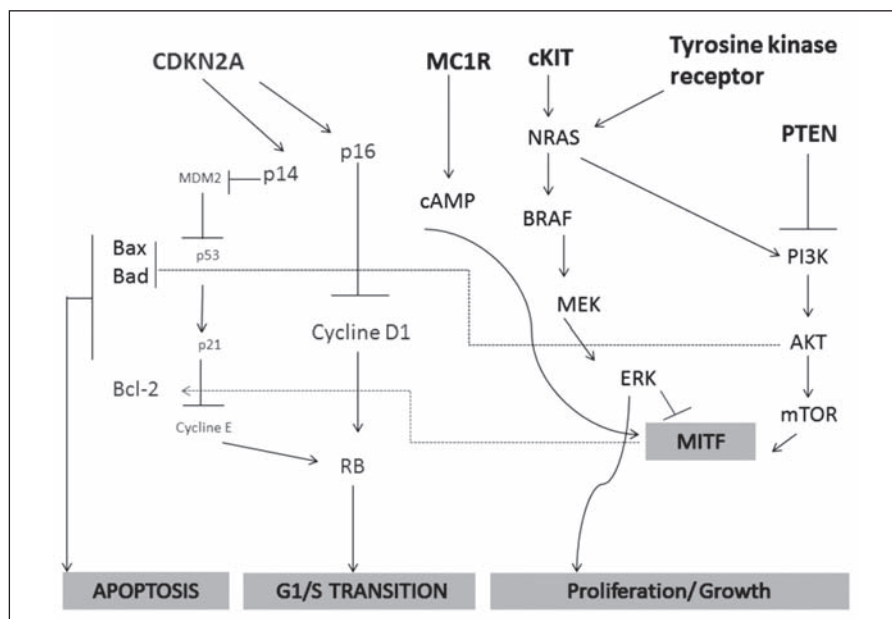 CDKN2A
MC1R
cKIT
Tyrosine kinase
receptor
PTEN
NRAS
p16
p14
MDM2
cAMP
BRAF
Bax
p53
PI3K
Bad
MEK
Cycline D1
p21
AKT
ERK
Bcl-2
mTOR
Cycline E
MITF
RB
APOPTOSIS
G1/S TRANSITION
Proliferation/ Growth